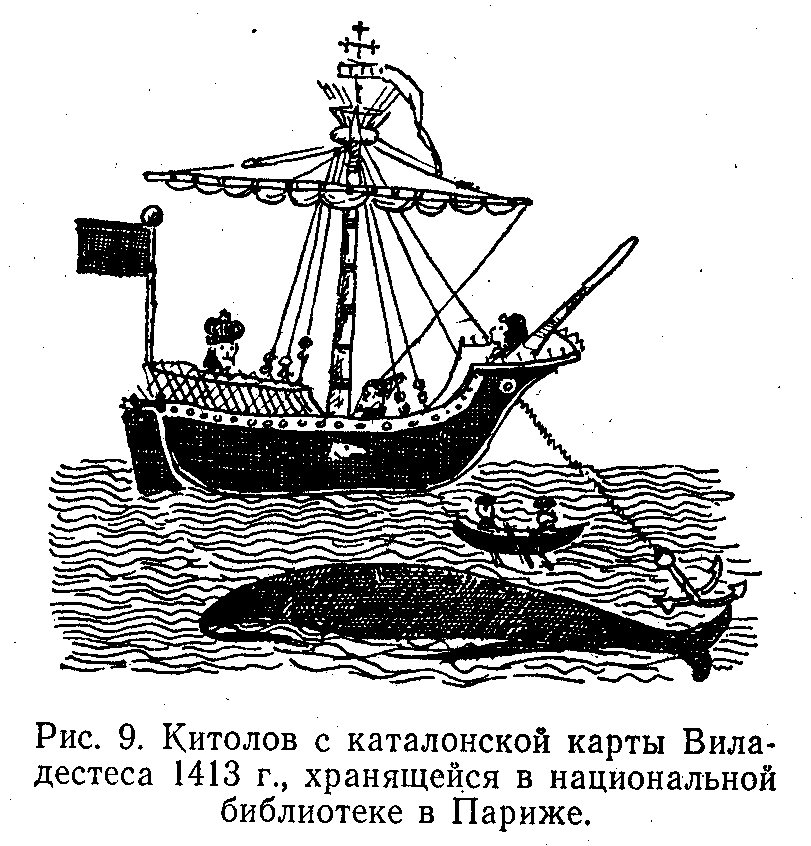 Рис. 9. Китолов с каталонской карты Вила-
дестеса 1413 г., хранящейся в национальной
библиотеке в Париже.